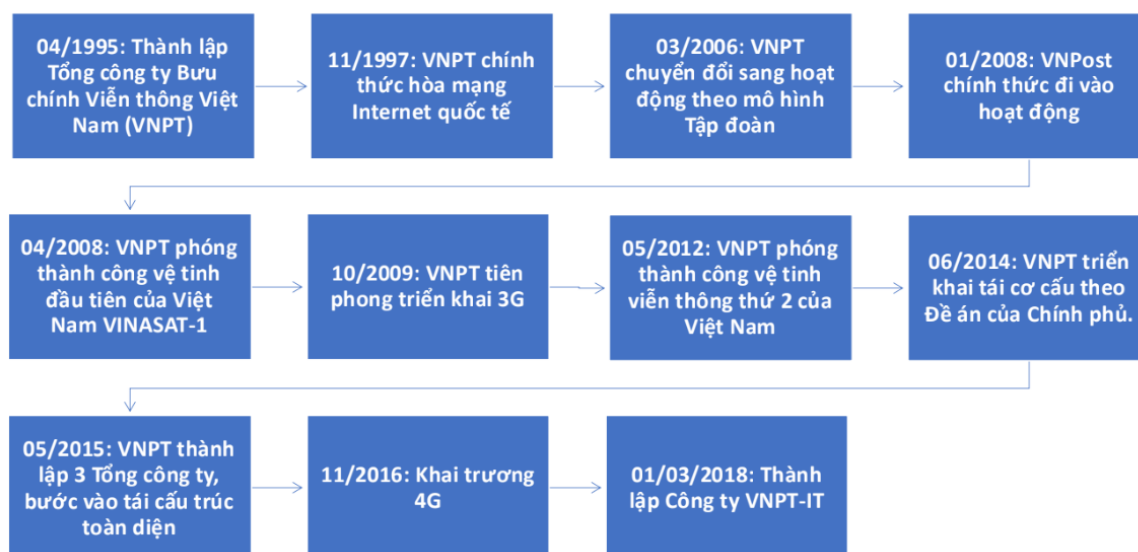 04/1995: Thành lập
Tổng công ty Bưu
chính Viễn thông Việt
Nam (VNPT)
11/1997: VNPT chính
thức hòa mạng
Internet quốc tế
03/2006: VNPT
chuyển đổi sang hoạt
động theo mô hình
Tập đoàn
01/2008: VNPost
chính thức đi vào
hoạt động
04/2008: VNPT phóng
thành công vệ tinh
đầu tiên của Việt
Nam VINASAT-1
10/2009: VNPT tiên
phong triển khai 3G
05/2012: VNPT phóng
thành công vệ tinh
viễn thông thứ 2 của
Việt Nam
06/2014: VNPT triển
khai tái cơ cấu theo
Đề án của Chính phủ.
05/2015: VNPT thành
lập 3 Tổng công ty,
bước vào tái cấu trúc
toàn diện
11/2016: Khai trương
4G
01/03/2018: Thành
lập Công ty VNPT-IT